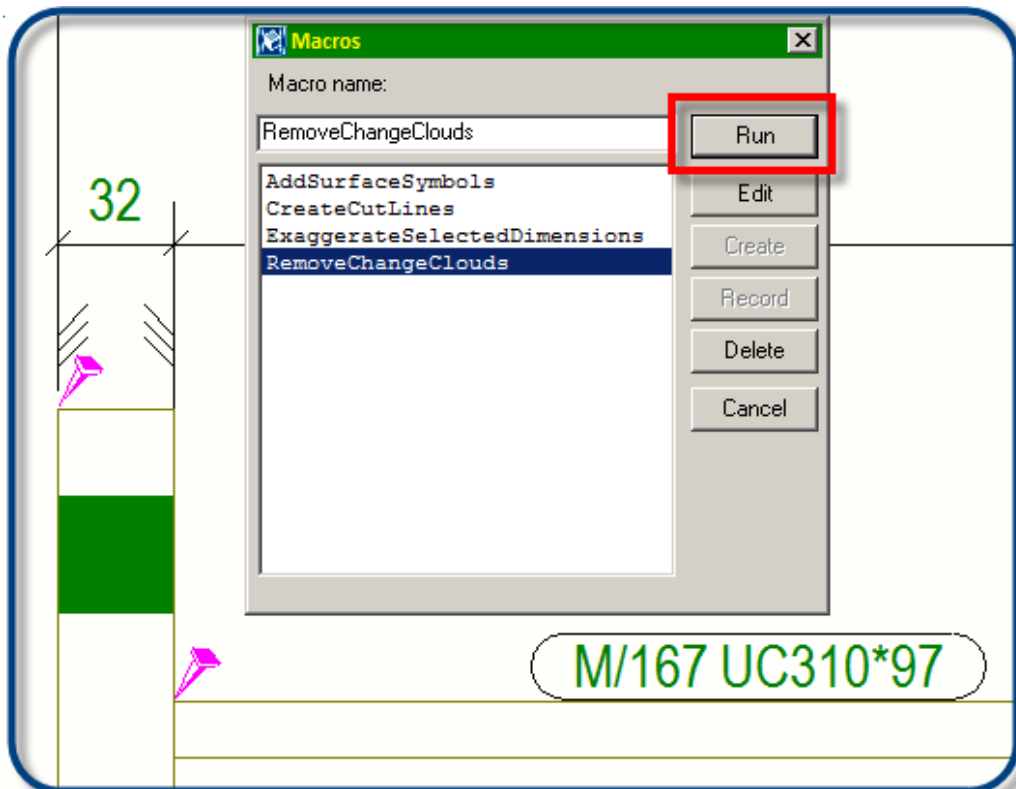 Macros
Macro name:
RemoveChangeClouds
Run
AddSurfaceSymbols
CreateCutLines
ExaggerateSelectedDimensions
RemoveChangeClouds
Edit
Create
Record
Delete
Cancel
32
M/167 UC310*97